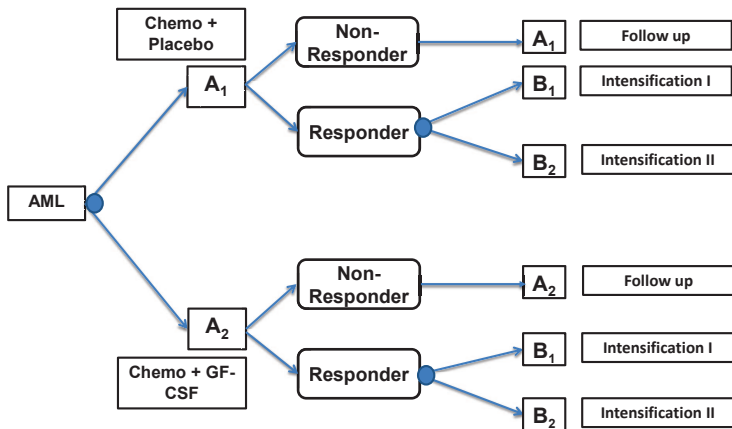 Chemo +
Placebo
A₁
Non-
Responder
A₁
Follow up
Responder
B₁
Intensification I
B₂
Intensification II
AML
A₂
Chemo + GF-
CSF
Non-
Responder
A₂
Follow up
Responder
B₁
Intensification I
B₂
Intensification II